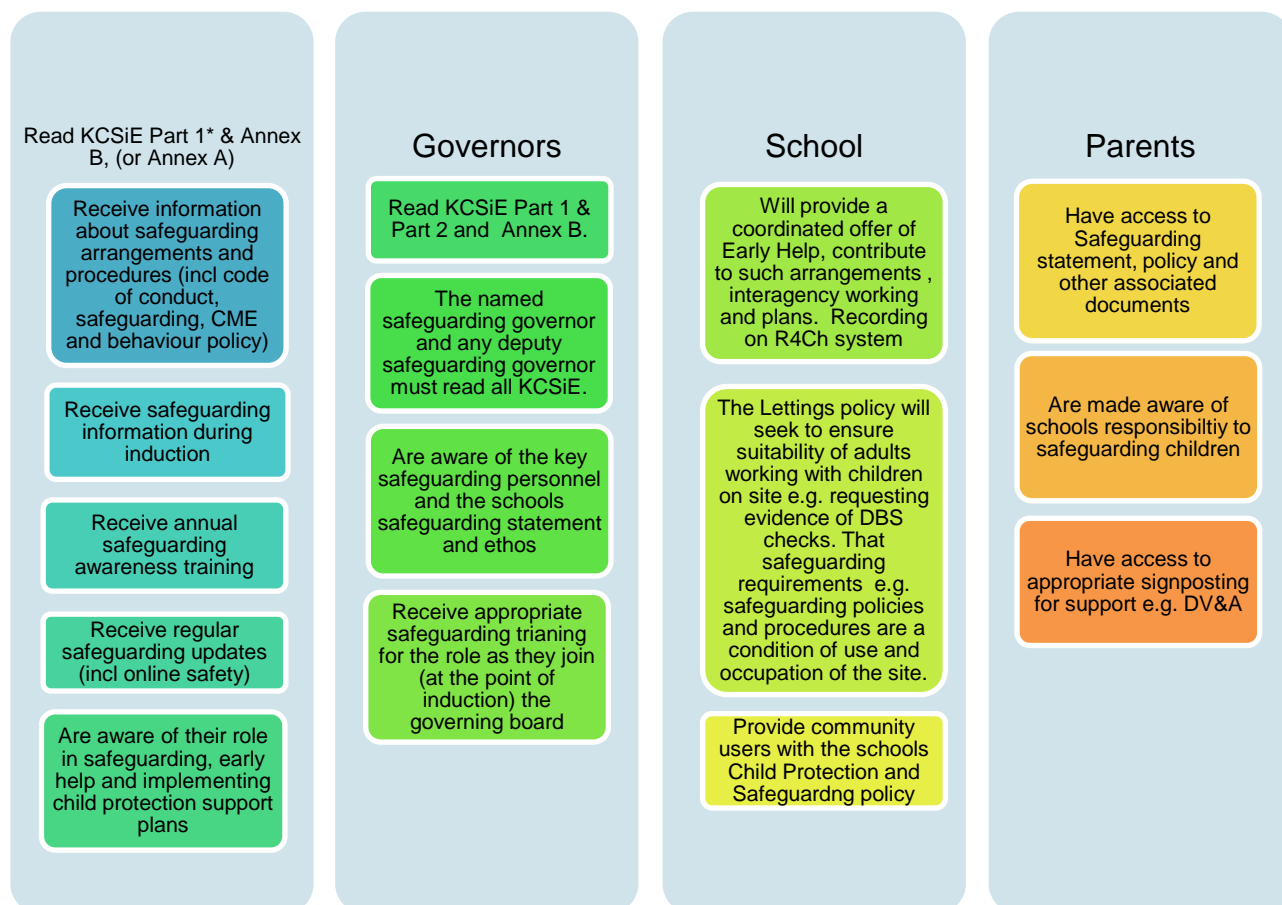 Read KCSiE Part 1* & Annex
B, (or Annex A)
Receive information
about safeguarding
arrangements and
procedures (incl code
of conduct,
safeguarding, CME
and behaviour policy)
Receive safeguarding
information during
induction
Receive annual
safeguarding
awareness training
Receive regular
safeguarding updates
(incl online safety)
Are aware of their role
in safeguarding, early
help and implementing
child protection support
plans
Governors
Read KCSiE Part 1 &
Part 2 and Annex B.
The named
safeguarding governor
and any deputy
safeguarding governor
must read all KCSiE.
Are aware of the key
safeguarding personnel
and the schools
safeguarding statement
and ethos
Receive appropriate
safeguarding trianing
for the role as they join
(at the point of
induction) the
governing board
School
Will provide a
coordinated offer of
Early Help, contribute
to such arrangements ,
interagency working
and plans. Recording
on R4Ch system
The Lettings policy will
seek to ensure
suitability of adults
working with children
on site e.g. requesting
evidence of DBS
checks. That
safeguarding
requirements e.g.
safeguarding policies
and procedures are a
condition of use and
occupation of the site.
Provide community
users with the schools
Child Protection and
Safeguardng policy
Parents
Have access to
Safeguarding
statement, policy and
other associated
documents
Are made aware of
schools responsibiltiy to
safeguarding children
Have access to
appropriate signposting
for support e.g. DV&A